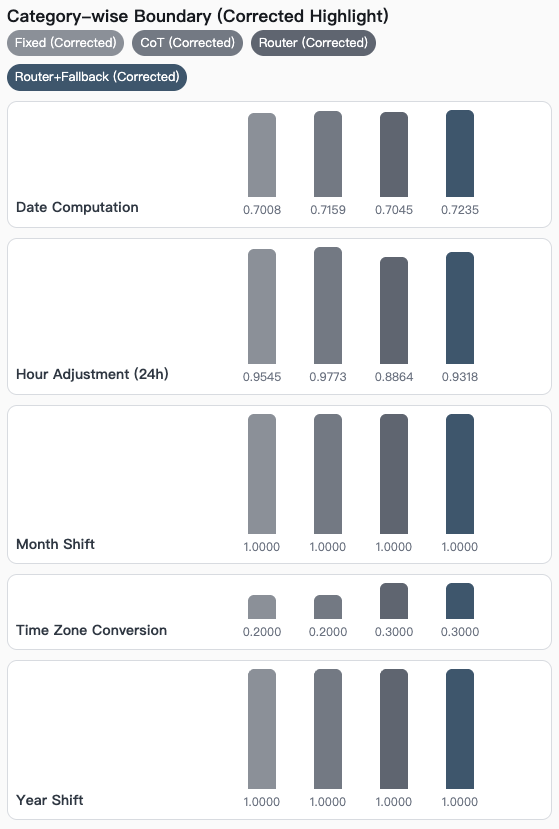 Category-wise Boundary (Corrected Highlight)
Fixed (Corrected) CoT (Corrected) Router (Corrected)
Router+Fallback (Corrected)
Date Computation 0.7008 0.7159 0.7045 0.7235
Hour Adjustment (24h) 0.9545 0.9773 0.8864 0.9318
Month Shift 1.0000 1.0000 1.0000 1.0000
Time Zone Conversion 0.2000 0.2000 0.3000 0.3000
Year Shift 1.0000 1.0000 1.0000 1.0000